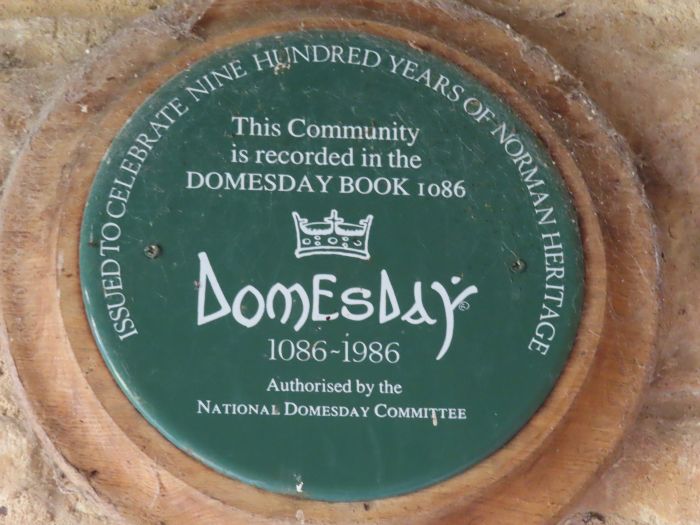 ISSUED TO CELEBRATE NINE HUNDRED YEARS OF NORMAN HERITAGE
This Community
is recorded in the
DOMESDAY BOOK 1086
DOMESDAY ©
1086~1986
Authorised by the
NATIONAL DOMESDAY COMMITTEE